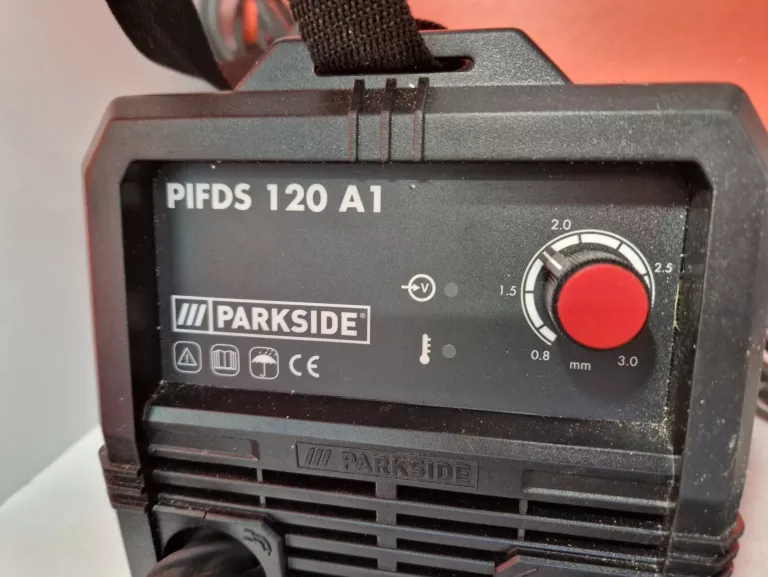 PIFDS 120 A1
2.0
2.5
1.5
V
/// PARKSIDE®
CE
0.8
mm
3.0
/// PARKSIDE